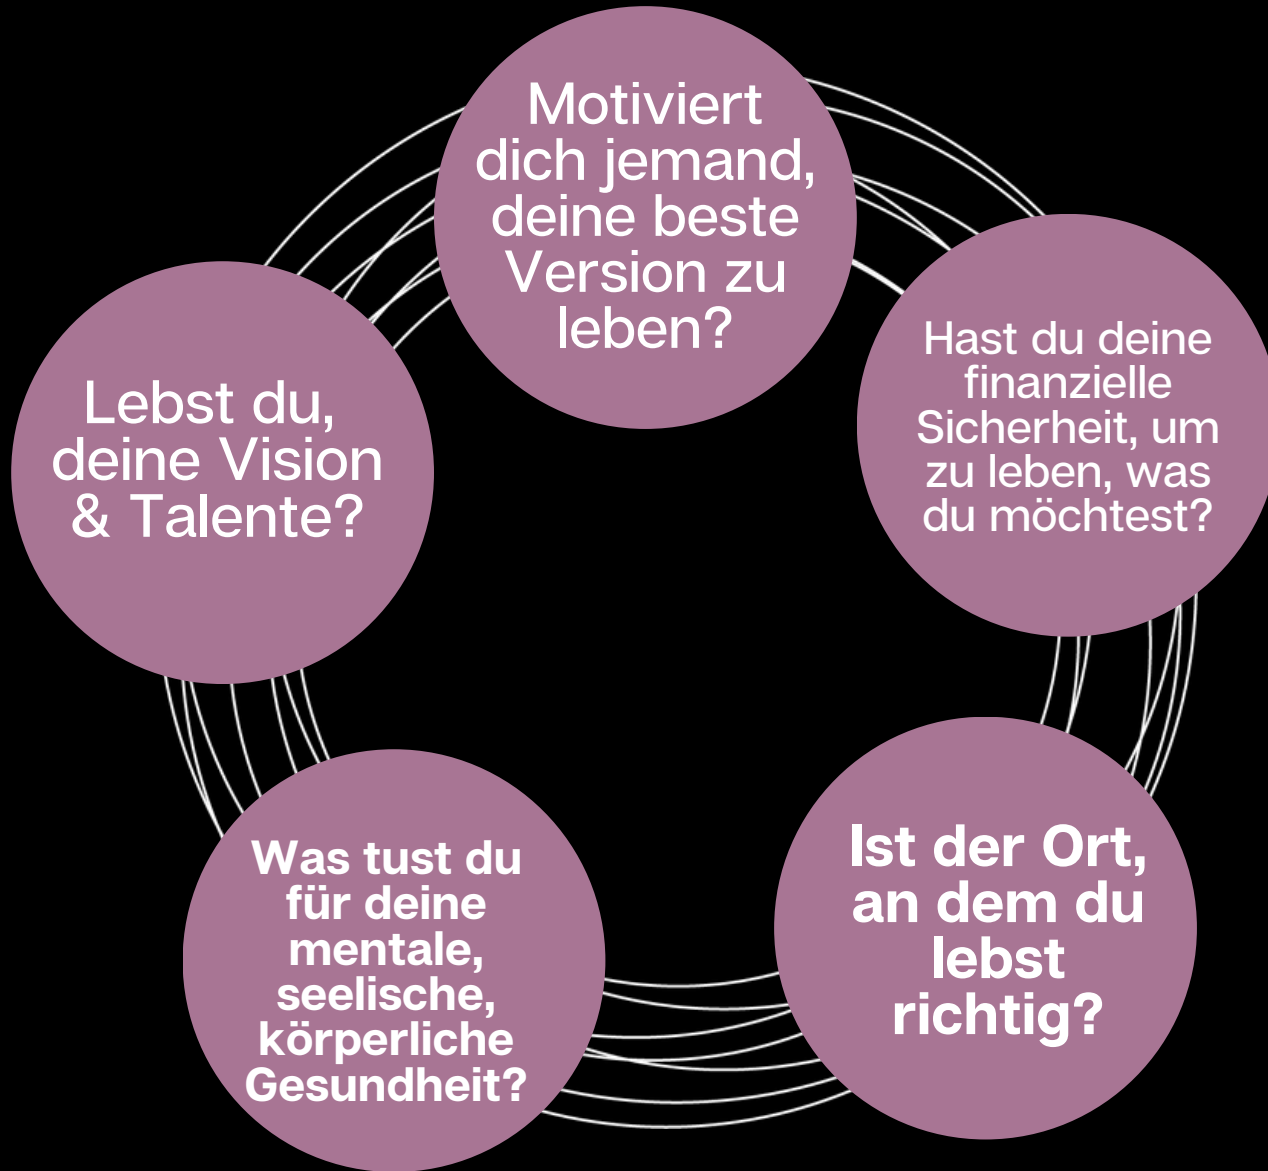 Motiviert
dich jemand,
deine beste
Version zu
leben?
Hast du deine
finanzielle
Sicherheit, um
zu leben, was
du möchtest?
Ist der Ort,
an dem du
lebst
richtig?
Was tust du
für deine
mentale,
seelische,
körperliche
Gesundheit?
Lebst du,
deine Vision
& Talente?